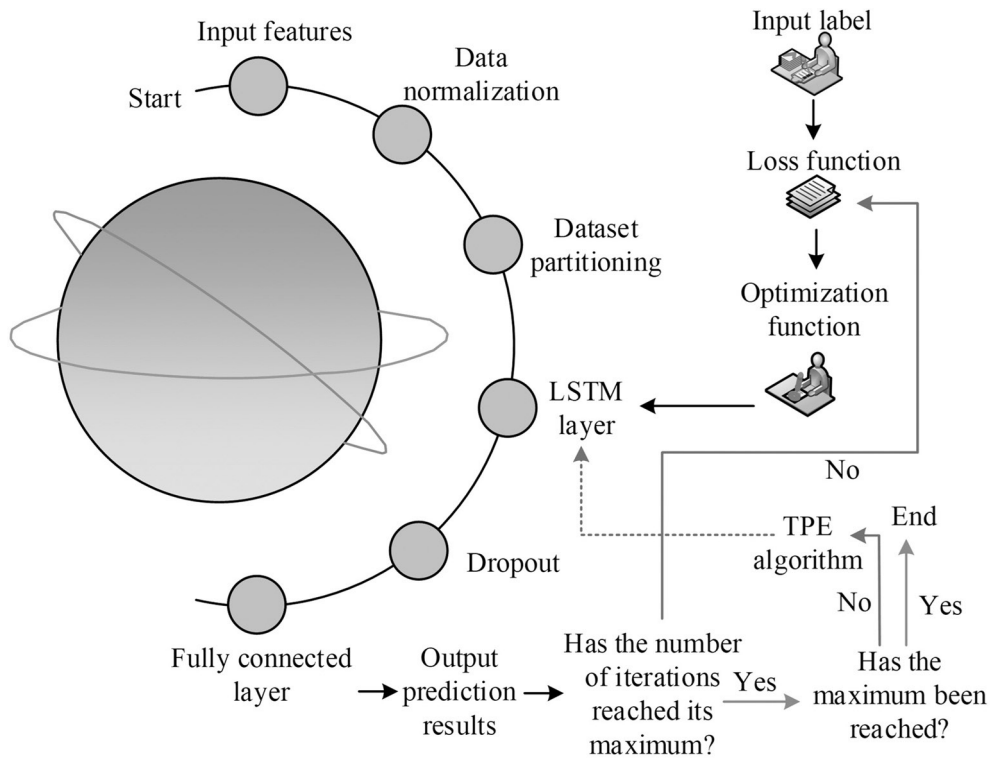 Input features
Start
Data
normalization
Dataset
partitioning
LSTM
layer
Dropout
Fully connected
layer
Output
prediction
results
Has the number
of iterations
reached its
maximum?
Yes
Has the
maximum been
reached?
No
Yes
TPE
algorithm
End
No
Input label
Loss function
Optimization
function